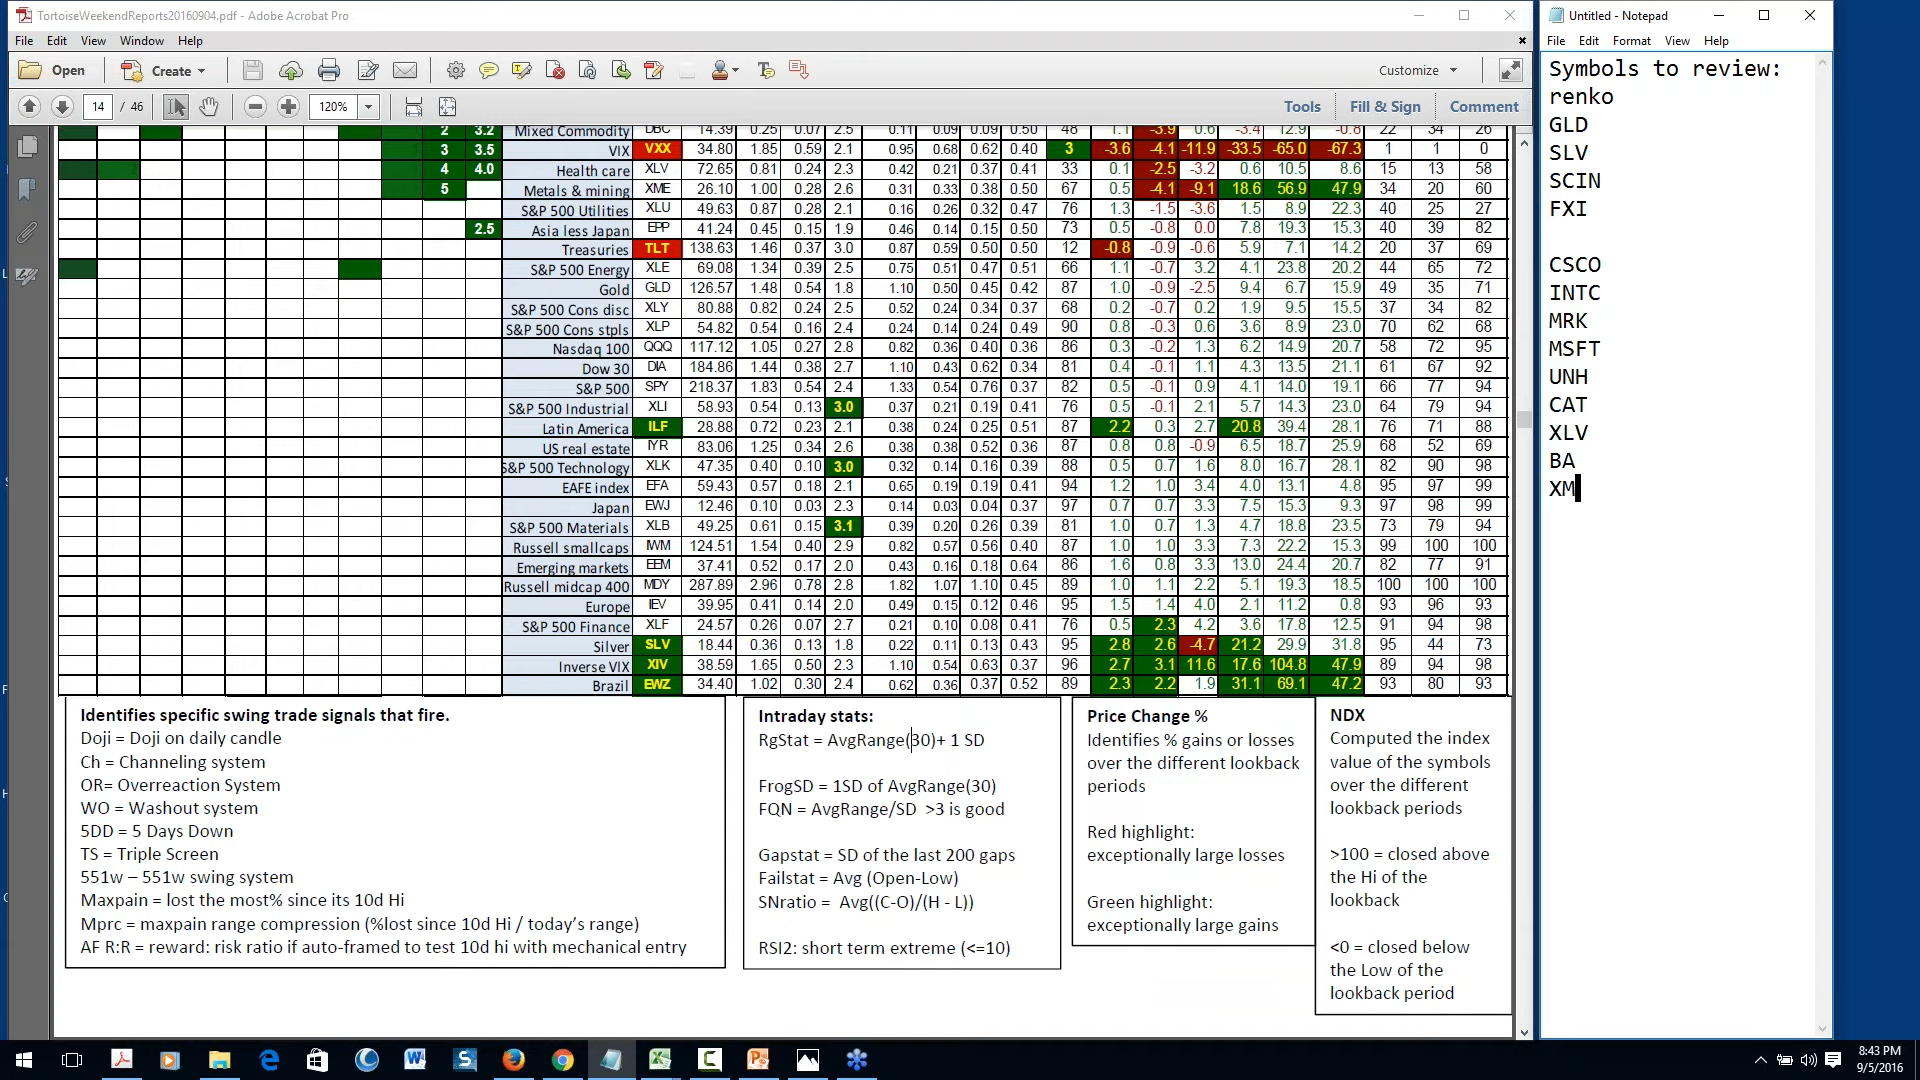 TortoiseWeekendReports20160904.pdf - Adobe Acrobat Pro
File Edit View Window Help
Open Create Customize
14 / 46 120% Tools Fill & Sign Comment
2 3.2 Mixed Commodity DBC 14.39 0.25 0.07 2.5 0.11 0.09 0.09 0.50 48 1.1 -3.9 0.6 -3.4 12.9 -0.8 22 34 26
3 3.5 VIX VXX 34.80 1.85 0.59 2.1 0.95 0.68 0.62 0.40 3 -3.6 -4.1 -11.9 -33.5 -65.0 -67.3 1 1 0
4 4.0 Health care XLV 72.65 0.81 0.24 2.3 0.42 0.21 0.37 0.41 33 0.1 -2.5 -3.2 0.6 10.5 8.6 15 13 58
5 Metals & mining XME 26.10 1.00 0.28 2.6 0.31 0.33 0.38 0.50 67 0.5 -4.1 -9.1 18.6 56.9 47.9 34 20 60
S&P 500 Utilities XLU 49.63 0.87 0.28 2.1 0.16 0.26 0.32 0.47 76 1.3 -1.5 -3.6 1.5 8.9 22.3 40 25 27
2.5 Asia less Japan EPP 41.24 0.45 0.15 1.9 0.46 0.14 0.15 0.50 73 0.5 -0.8 0.0 7.8 19.3 15.3 40 39 82
Treasuries TLT 138.63 1.46 0.37 3.0 0.87 0.59 0.50 0.50 12 -0.8 -0.9 -0.6 5.9 7.1 14.2 20 37 69
S&P 500 Energy XLE 69.08 1.34 0.39 2.5 0.75 0.51 0.47 0.51 66 1.1 -0.7 3.2 4.1 23.8 20.2 44 65 72
Gold GLD 126.57 1.48 0.54 1.8 1.10 0.50 0.45 0.42 87 1.0 -0.9 -2.5 9.4 6.7 15.9 49 35 71
S&P 500 Cons disc XLY 80.88 0.82 0.24 2.5 0.52 0.24 0.34 0.37 68 0.2 -0.7 0.2 1.9 9.5 15.5 37 34 82
S&P 500 Cons stpls XLP 54.82 0.54 0.16 2.4 0.24 0.14 0.24 0.49 90 0.8 -0.3 0.6 3.6 8.9 23.0 70 62 68
Nasdaq 100 QQQ 117.12 1.05 0.27 2.8 0.82 0.36 0.40 0.36 86 0.3 -0.2 1.3 6.2 14.9 20.7 58 72 95
Dow 30 DIA 184.86 1.44 0.38 2.7 1.10 0.43 0.62 0.34 81 0.4 -0.1 1.1 4.3 13.5 21.1 61 67 92
S&P 500 SPY 218.37 1.83 0.54 2.4 1.33 0.54 0.76 0.37 82 0.5 -0.1 0.9 4.1 14.0 19.1 66 77 94
S&P 500 Industrial XLI 58.93 0.54 0.13 3.0 0.37 0.21 0.19 0.41 76 0.5 -0.1 2.1 5.7 14.3 23.0 64 79 94
Latin America ILF 28.88 0.72 0.23 2.1 0.38 0.24 0.25 0.51 87 2.2 0.3 2.7 20.8 39.4 28.1 76 71 88
US real estate IYR 83.06 1.25 0.34 2.6 0.38 0.38 0.52 0.36 87 0.8 0.8 -0.9 6.5 18.7 25.9 68 52 69
S&P 500 Technology XLK 47.35 0.40 0.10 3.0 0.32 0.14 0.16 0.39 88 0.5 0.7 1.6 8.0 16.7 28.1 82 90 98
EAFE index EFA 59.43 0.57 0.18 2.1 0.65 0.19 0.19 0.41 94 1.2 1.0 3.4 4.0 13.1 4.8 95 97 99
Japan EWJ 12.46 0.10 0.03 2.3 0.14 0.03 0.04 0.37 97 0.7 0.7 3.3 7.5 15.3 9.3 97 98 99
S&P 500 Materials XLB 49.25 0.61 0.15 3.1 0.39 0.20 0.26 0.39 81 1.0 0.7 1.3 4.7 18.8 23.5 73 79 94
Russell smallcaps IWM 124.51 1.54 0.40 2.9 0.82 0.57 0.56 0.40 87 1.0 1.0 3.3 7.3 22.2 15.3 99 100 100
Emerging markets EEM 37.41 0.52 0.17 2.0 0.43 0.16 0.18 0.64 86 1.6 0.8 3.3 13.0 24.4 20.7 82 77 91
Russell midcap 400 MDY 287.89 2.96 0.78 2.8 1.82 1.07 1.10 0.45 89 1.0 1.1 2.2 5.1 19.3 18.5 100 100 100
Europe IEV 39.95 0.41 0.14 2.0 0.49 0.15 0.12 0.46 95 1.5 1.4 4.0 2.1 11.2 0.8 93 96 93
S&P 500 Finance XLF 24.57 0.26 0.07 2.7 0.21 0.10 0.08 0.41 76 0.5 2.3 4.2 3.6 17.8 12.5 91 94 98
Silver SLV 18.44 0.36 0.13 1.8 0.22 0.11 0.13 0.43 95 2.8 2.6 -4.7 21.2 29.9 31.8 95 44 73
Inverse VIX XIV 38.59 1.65 0.50 2.3 1.10 0.54 0.63 0.37 96 2.7 3.1 11.6 17.6 104.8 47.9 89 94 98
Brazil EWZ 34.40 1.02 0.30 2.4 0.62 0.36 0.37 0.52 89 2.3 2.2 1.9 31.1 69.1 47.2 93 80 93
Identifies specific swing trade signals that fire.
Doji = Doji on daily candle
Ch = Channeling system
OR= Overreaction System
WO = Washout system
5DD = 5 Days Down
TS = Triple Screen
551w – 551w swing system
Maxpain = lost the most% since its 10d Hi
Mprc = maxpain range compression (%lost since 10d Hi / today's range)
AF R:R = reward: risk ratio if auto-framed to test 10d hi with mechanical entry
Intraday stats:
RgStat = AvgRange(30)+ 1 SD
FrogSD = 1SD of AvgRange(30)
FQN = AvgRange/SD >3 is good
Gapstat = SD of the last 200 gaps
Failstat = Avg (Open-Low)
SNratio = Avg((C-O)/(H - L))
RSI2: short term extreme (<=10)
Price Change %
Identifies % gains or losses
over the different lookback
periods
Red highlight:
exceptionally large losses
Green highlight:
exceptionally large gains
NDX
Computed the index
value of the symbols
over the different
lookback periods
>100 = closed above
the Hi of the
lookback
<0 = closed below
the Low of the
lookback period
Untitled - Notepad
File Edit Format View Help
Symbols to review:
renko
GLD
SLV
SCIN
FXI
CSCO
INTC
MRK
MSFT
UNH
CAT
XLV
BA
XM
8:43 PM
9/5/2016